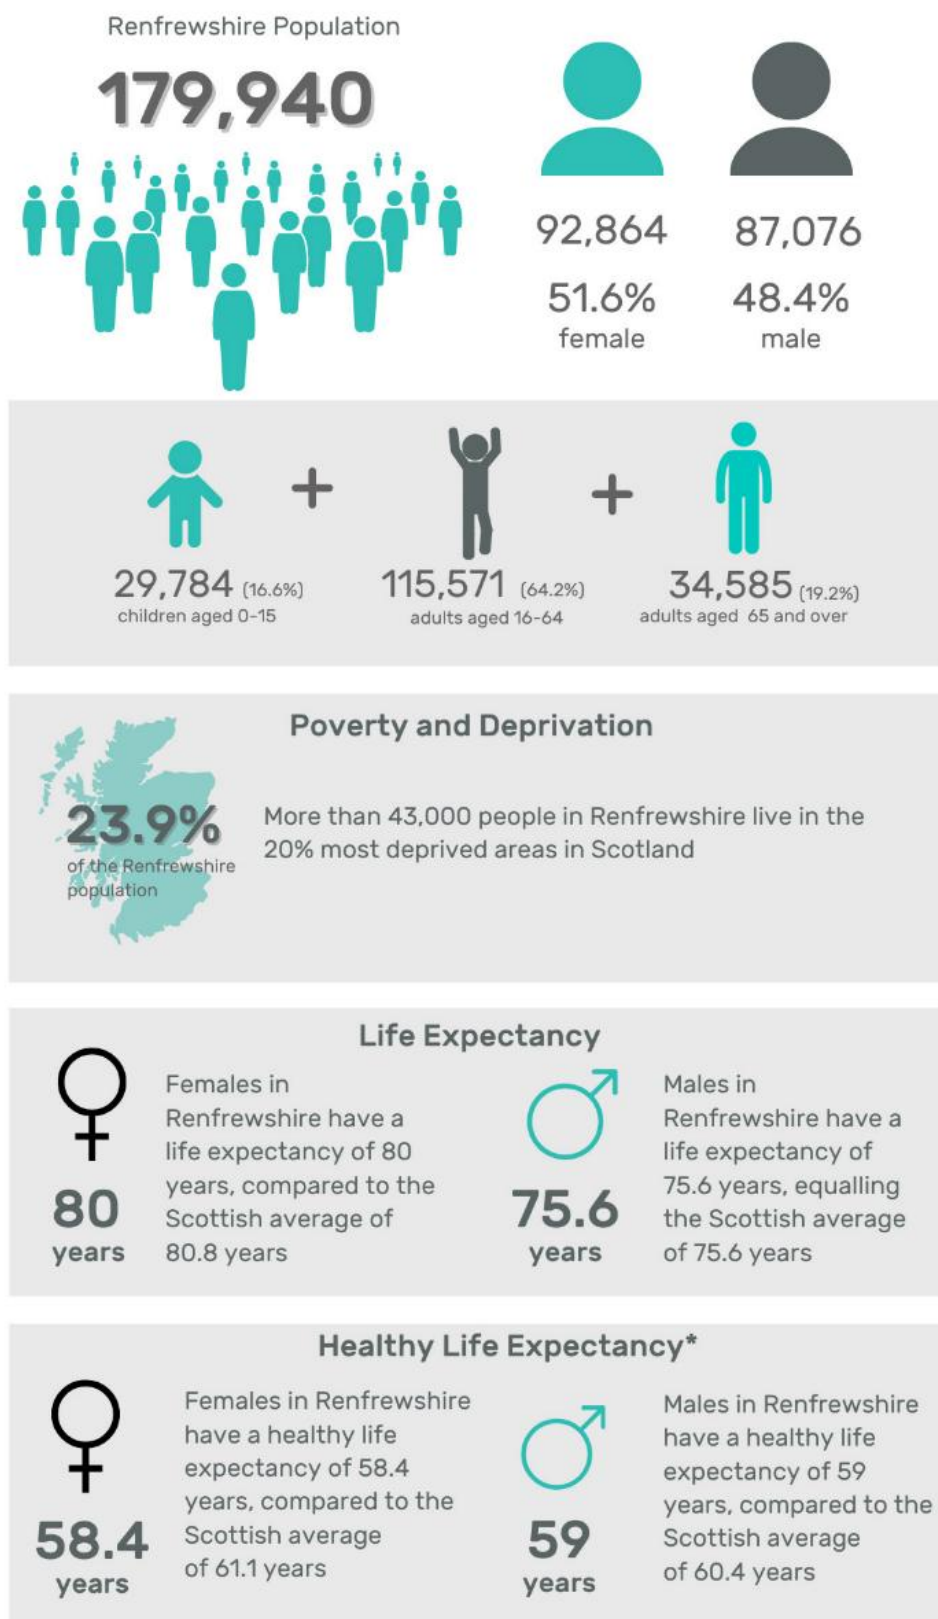 Renfrewshire Population
179,940
92,864
51.6%
female
87,076
48.4%
male
+
+
29,784 (16.6%)
children aged 0-15
115,571 (64.2%)
adults aged 16-64
34,585 (19.2%)
adults aged 65 and over
Poverty and Deprivation
23.9%
of the Renfrewshire
population
More than 43,000 people in Renfrewshire live in the
20% most deprived areas in Scotland
Life Expectancy
80
years
Females in
Renfrewshire have a
life expectancy of 80
years, compared to the
Scottish average of
80.8 years
75.6
years
Males in
Renfrewshire have a
life expectancy of
75.6 years, equalling
the Scottish average
of 75.6 years
Healthy Life Expectancy*
58.4
years
Females in Renfrewshire
have a healthy life
expectancy of 58.4
years, compared to the
Scottish average
of 61.1 years
59
years
Males in Renfrewshire
have a healthy life
expectancy of 59
years, compared to the
Scottish average
of 60.4 years